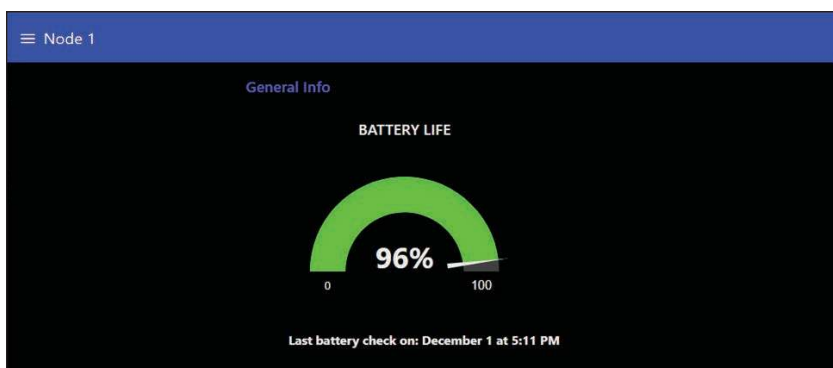 Node 1
General Info
BATTERY LIFE
96%
0 100
Last battery check on: December 1 at 5:11 PM